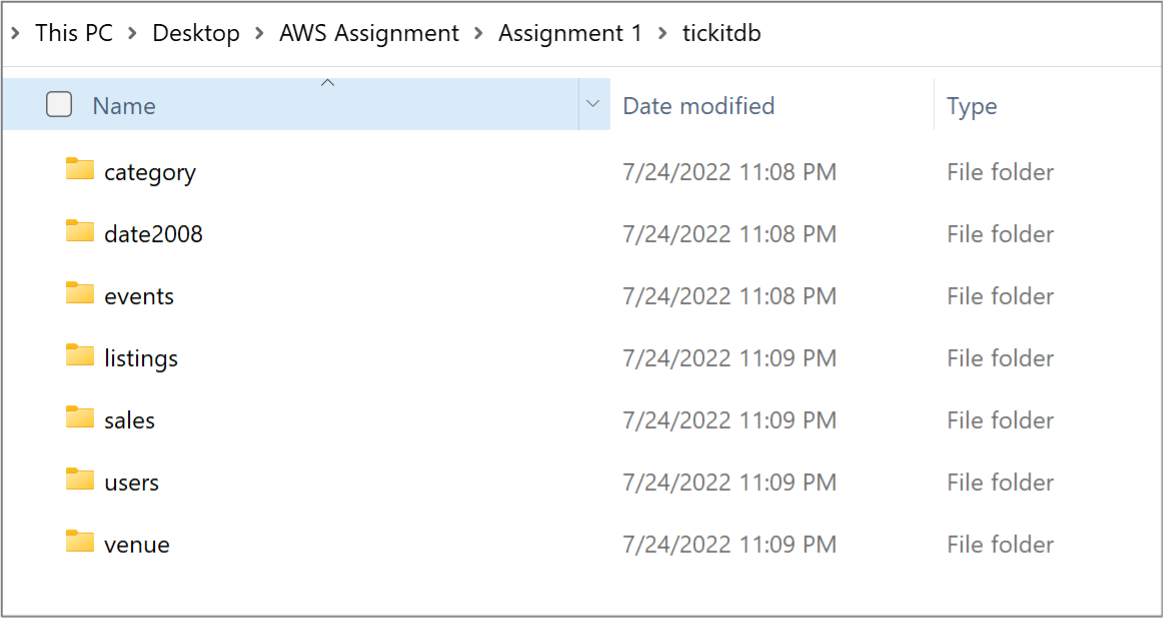 This PC > Desktop > AWS Assignment > Assignment 1 > tickitdb
Name Date modified Type
category 7/24/2022 11:08 PM File folder
date2008 7/24/2022 11:08 PM File folder
events 7/24/2022 11:08 PM File folder
listings 7/24/2022 11:09 PM File folder
sales 7/24/2022 11:09 PM File folder
users 7/24/2022 11:09 PM File folder
venue 7/24/2022 11:09 PM File folder